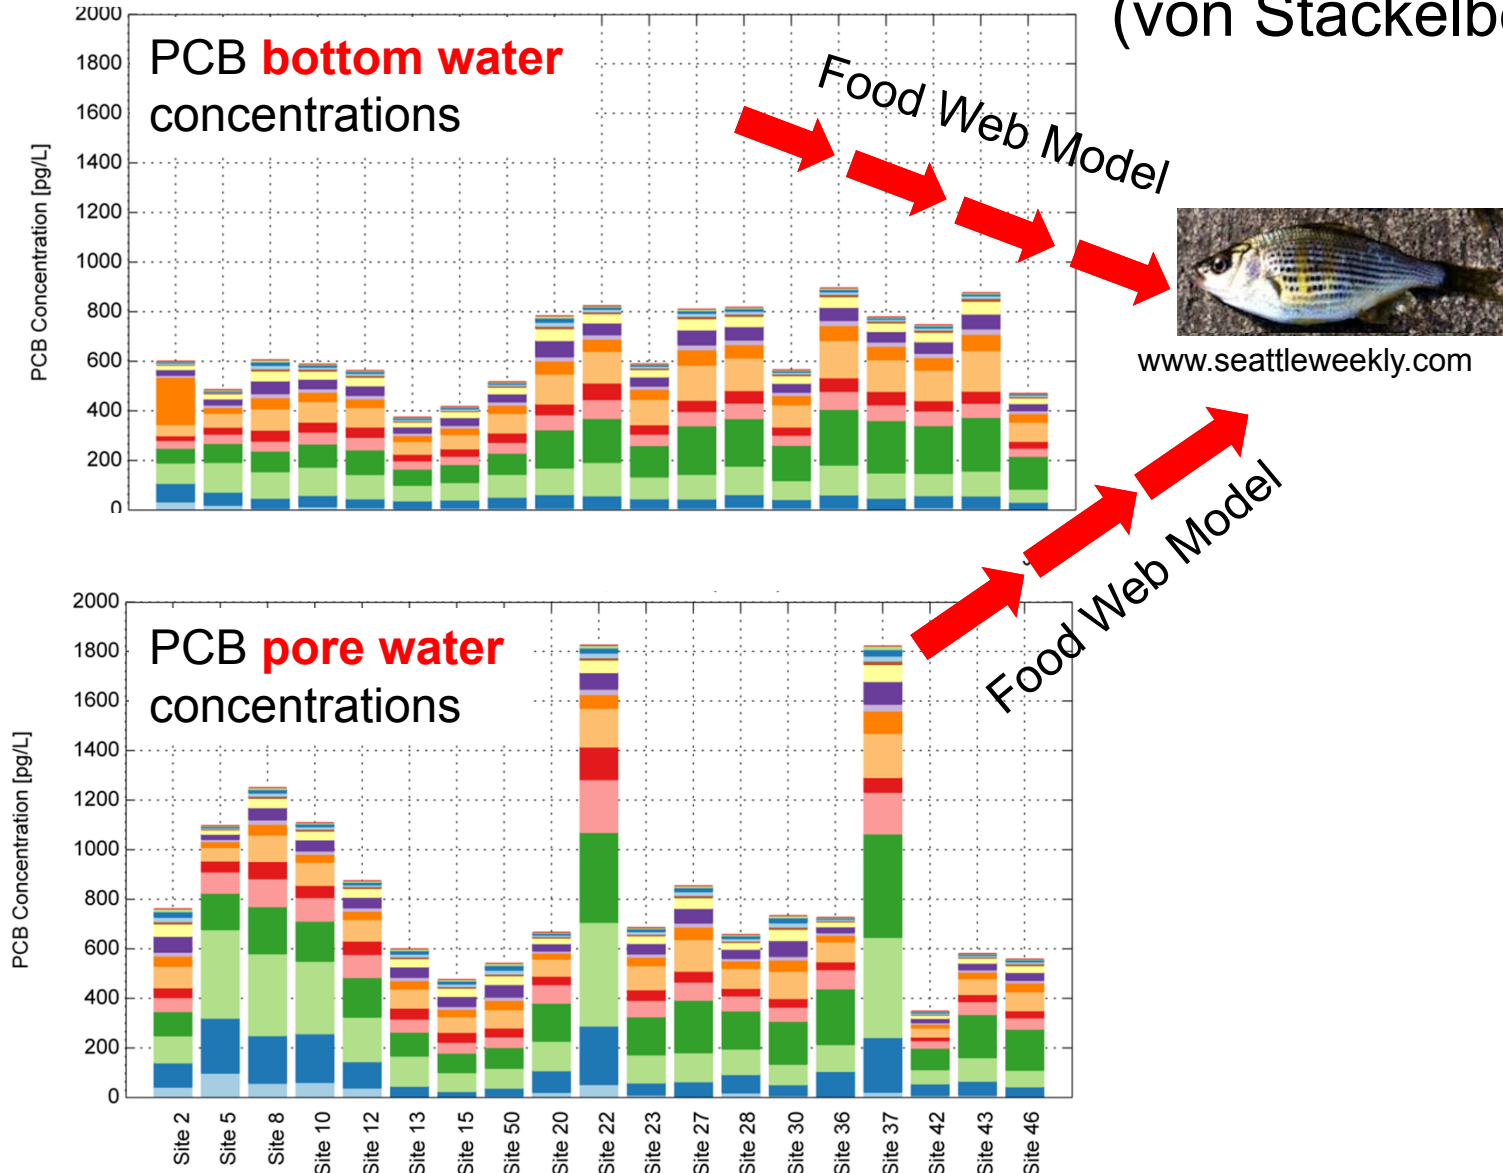 (von Stackelbe
PCB bottom water
concentrations
Food Web Model
PCB Concentration [pg/L]
2000
1800
1600
1400
1200
1000
800
600
400
200
0
www.seattleweekly.com
Food Web Model
PCB pore water
concentrations
PCB Concentration [pg/L]
2000
1800
1600
1400
1200
1000
800
600
400
200
0
Site 2
Site 5
Site 8
Site 10
Site 12
Site 13
Site 15
Site 50
Site 20
Site 22
Site 23
Site 27
Site 28
Site 30
Site 36
Site 37
Site 42
Site 43
Site 46